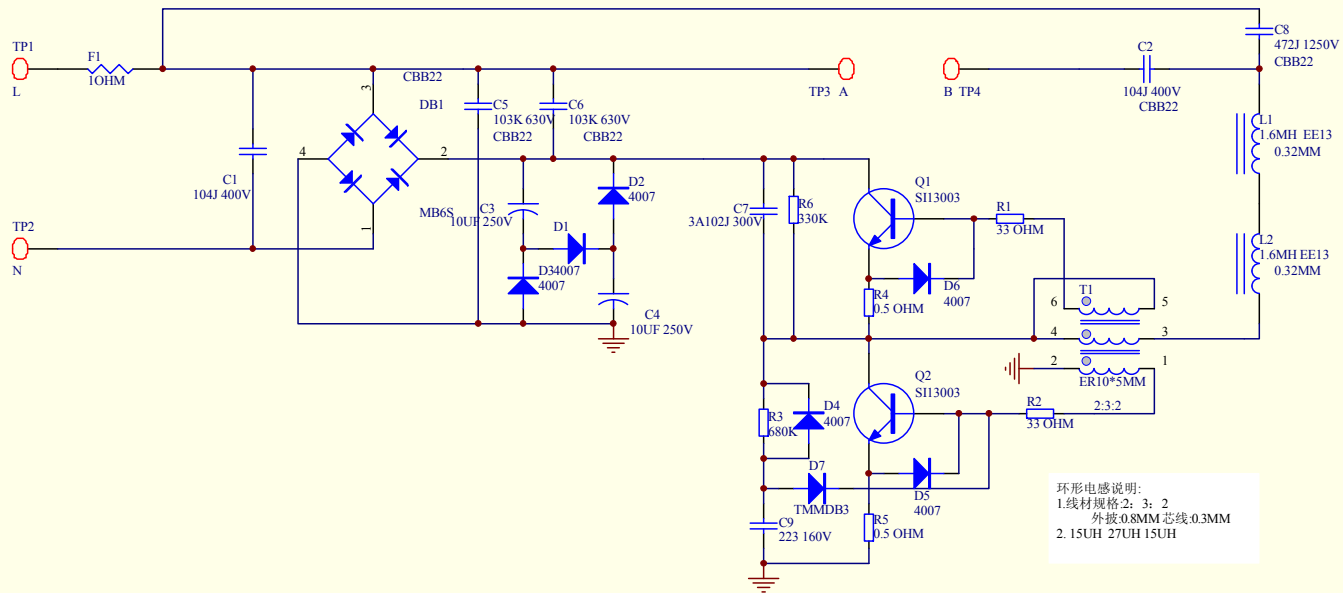 TP1
L
F1
1OHM
TP2
N
C1
104J 400V
CBB22
DB1
3
4
2
1
MB6S
C5
103K 630V
CBB22
C6
103K 630V
CBB22
C3
10UF 250V
D1
4007
D2
4007
D3
4007
C4
10UF 250V
TP3 A
B TP4
C2
104J 400V
CBB22
C8
472J 1250V
CBB22
L1
1.6MH EE13
0.32MM
L2
1.6MH EE13
0.32MM
C7
3A102J 300V
R6
330K
Q1
SI13003
R1
33 OHM
D6
4007
R4
0.5 OHM
T1
6
5
4
3
2
1
ER10*5MM
2:3:2
Q2
SI13003
R2
33 OHM
R3
680K
D4
4007
D7
TMMDB3
D5
4007
C9
223 160V
R5
0.5 OHM
环形电感说明:
1.线材规格:2: 3: 2
外披:0.8MM 芯线:0.3MM
2. 15UH 27UH 15UH